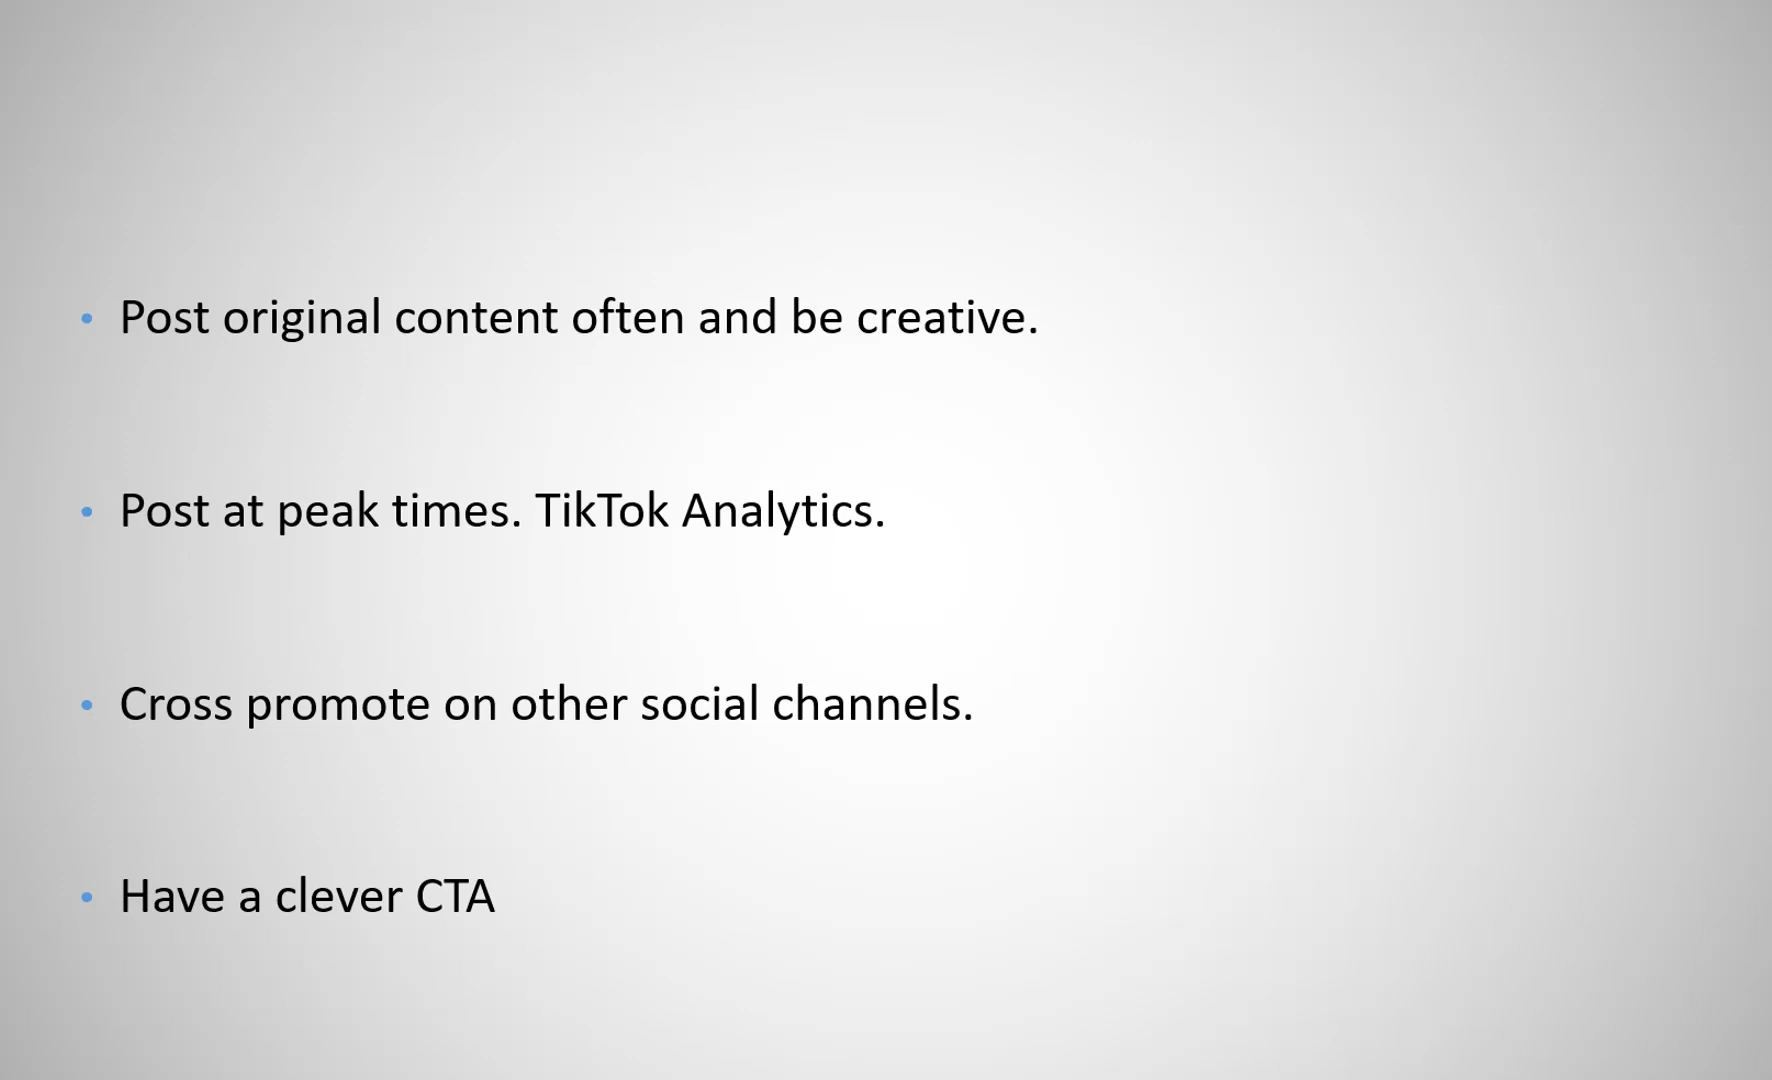 • Post original content often and be creative.
• Post at peak times. TikTok Analytics.
• Cross promote on other social channels.
• Have a clever CTA